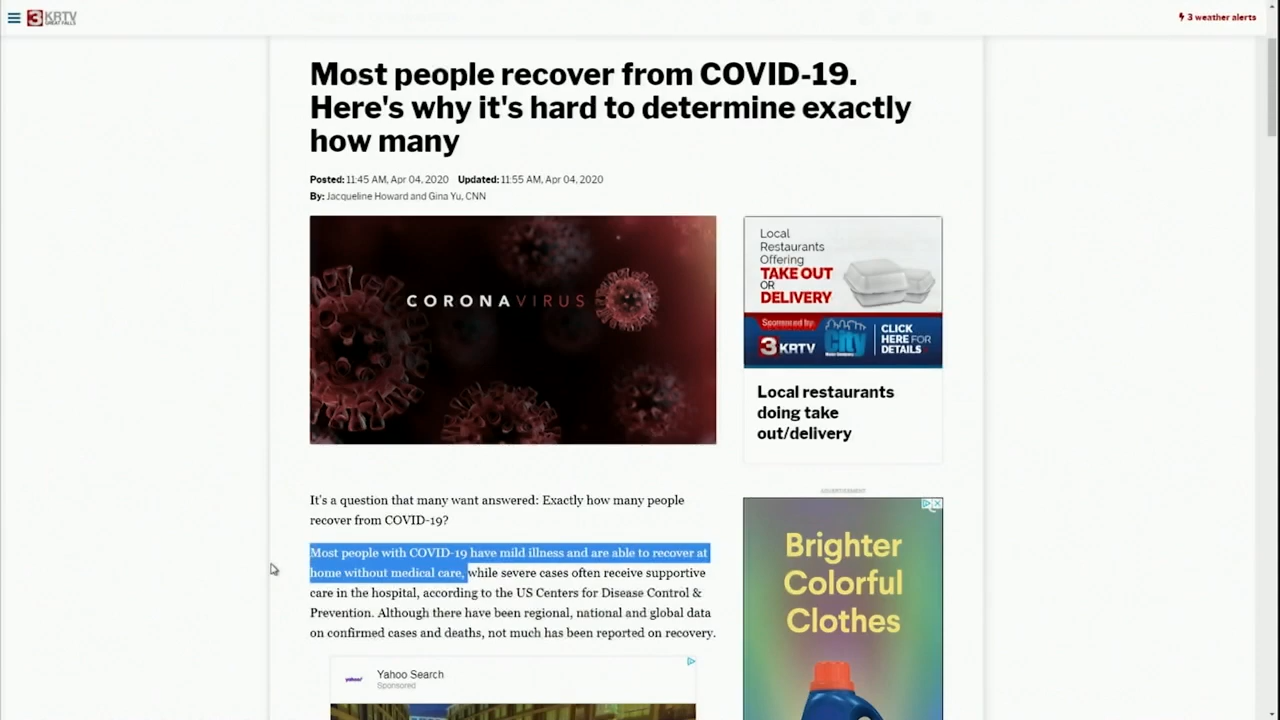 3 KRTV
GREAT FALLS
3 weather alerts
Most people recover from COVID-19.
Here's why it's hard to determine exactly
how many
Posted: 11:45 AM, Apr 04, 2020 Updated: 11:55 AM, Apr 04, 2020
By: Jacqueline Howard and Gina Yu, CNN
CORONAVIRUS
Local
Restaurants
Offering
TAKE OUT
OR
DELIVERY
Sponsored by:
3 KRTV
City
CLICK
HERE FOR
DETAILS
Local restaurants
doing take
out/delivery
It's a question that many want answered: Exactly how many people
recover from COVID-19?
Most people with COVID-19 have mild illness and are able to recover at
home without medical care, while severe cases often receive supportive
care in the hospital, according to the US Centers for Disease Control &
Prevention. Although there have been regional, national and global data
on confirmed cases and deaths, not much has been reported on recovery.
ADVERTISEMENT
Brighter
Colorful
Clothes
yahoo!
Yahoo Search
Sponsored